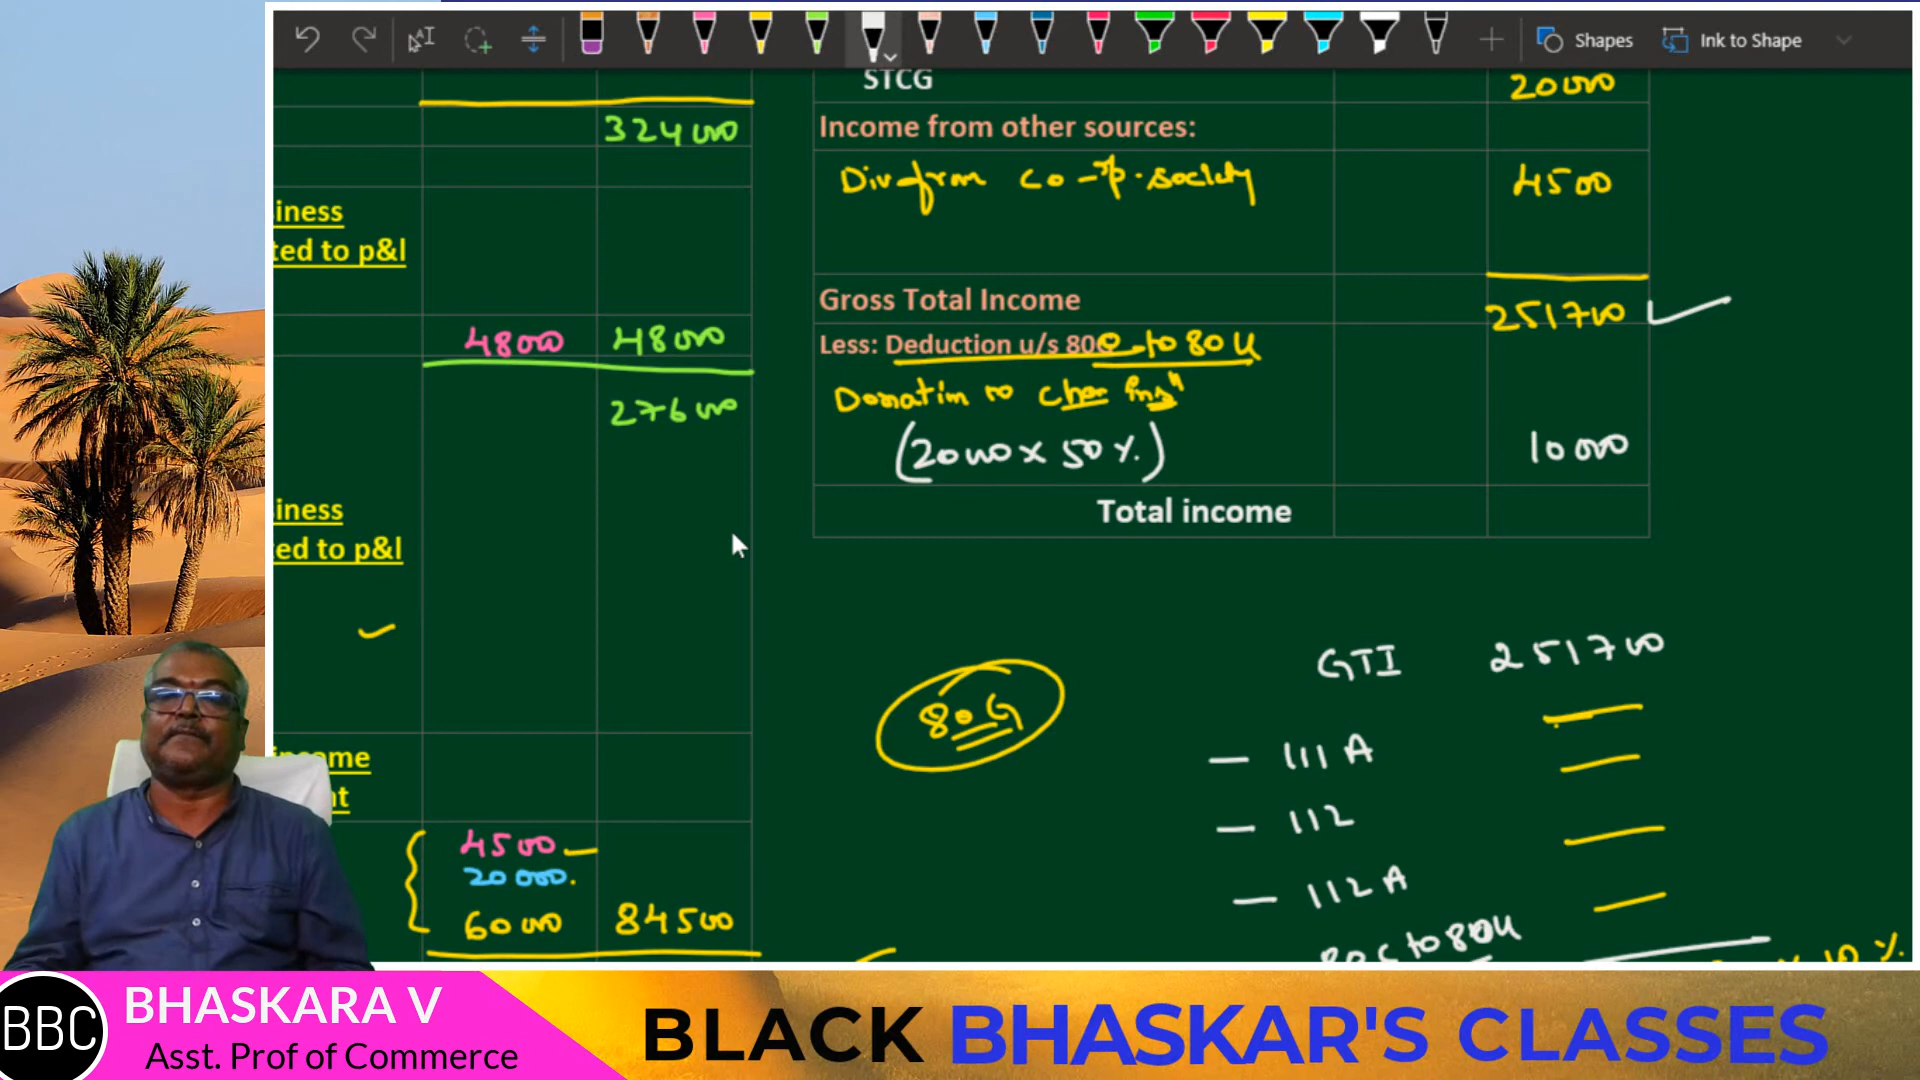 Shapes
Ink to Shape
324000
iness
ted to p&l
48000 48000
276000
iness
ed to p&l
4500
20000.
60000 84500
STCG
20000
Income from other sources:
Div from co-op. society 4500
Gross Total Income 251700
Less: Deduction u/s 80C to 80U
Donation to char inst
(20000 x 50%) 10000
Total income
80G
GTI 251700
— 111A
— 112
— 112A
80C to 80U
10%
BBC
BHASKARA V
Asst. Prof of Commerce
BLACK BHASKAR'S CLASSES